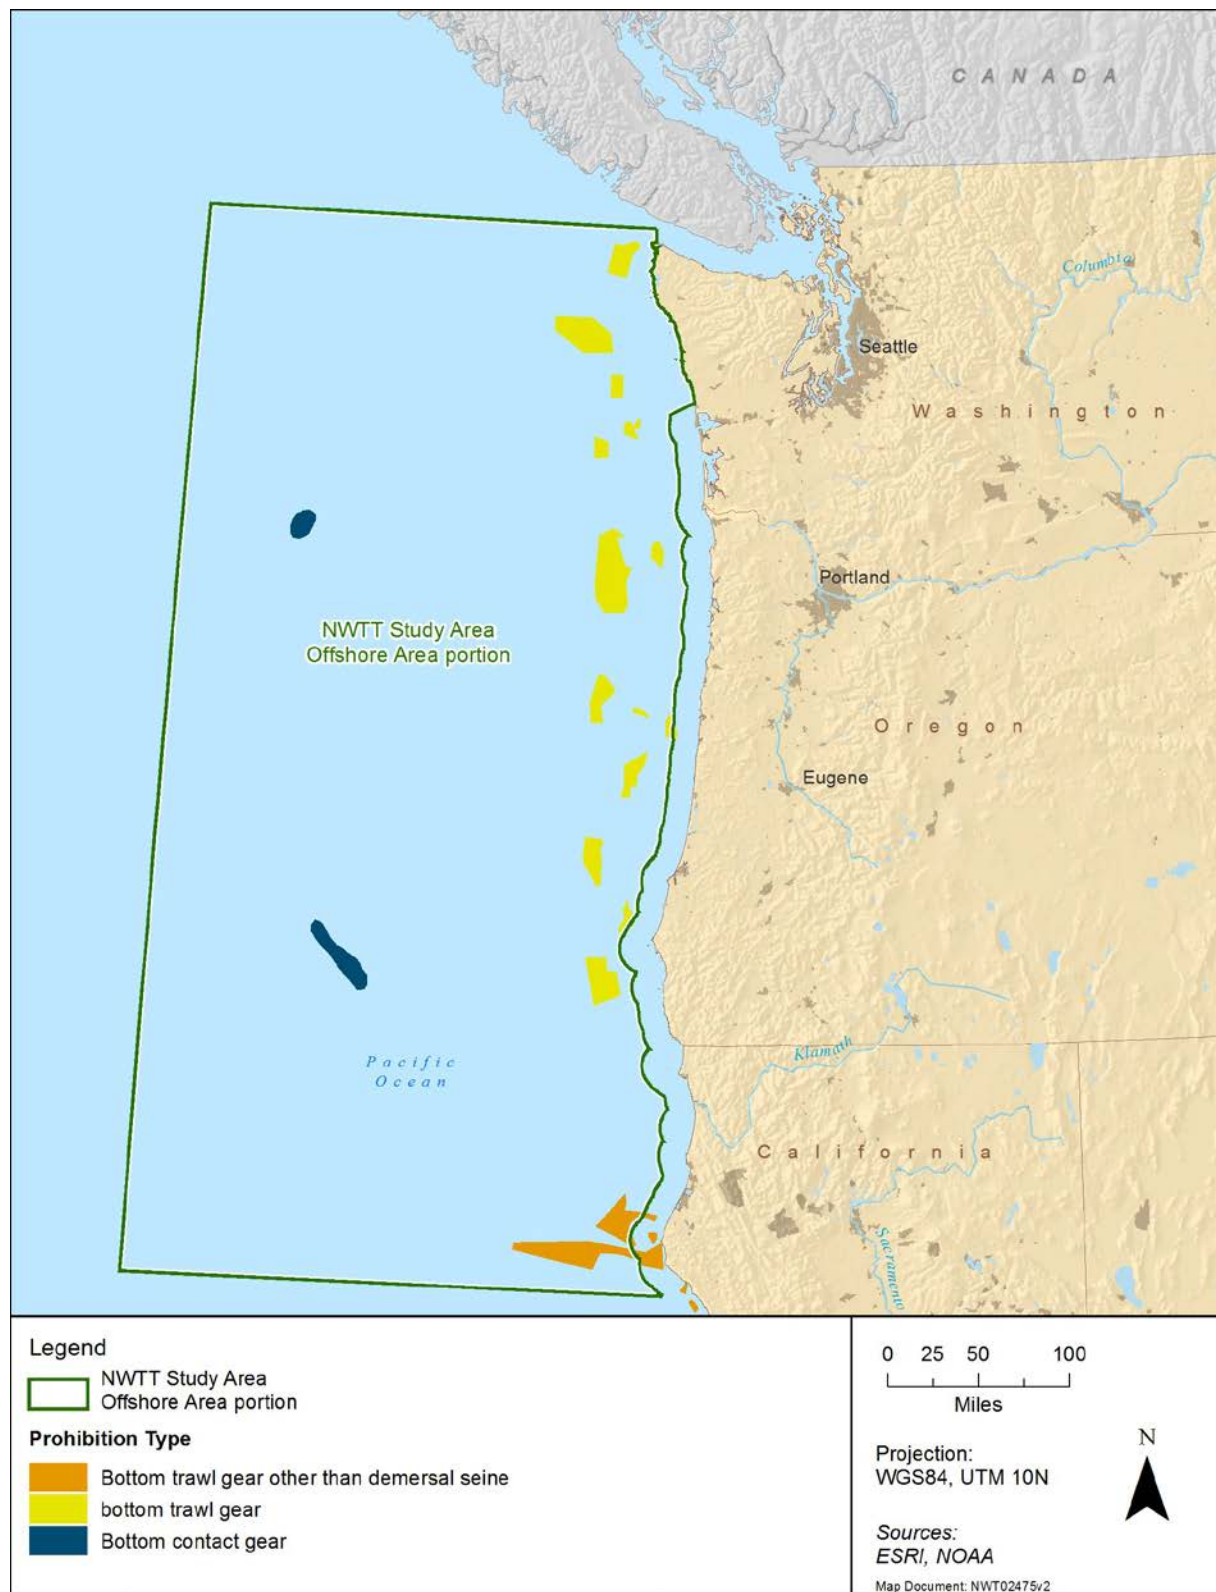 CANADA
Columbia
Seattle
Washington
Portland
NWTT Study Area
Offshore Area portion
Oregon
Eugene
Klamath
Pacific
Ocean
California
Sacramento
Legend
NWTT Study Area
Offshore Area portion
Prohibition Type
Bottom trawl gear other than demersal seine
bottom trawl gear
Bottom contact gear
0 25 50 100
Miles
N
Projection:
WGS84, UTM 10N
Sources:
ESRI, NOAA
Map Document: NWT02475v2